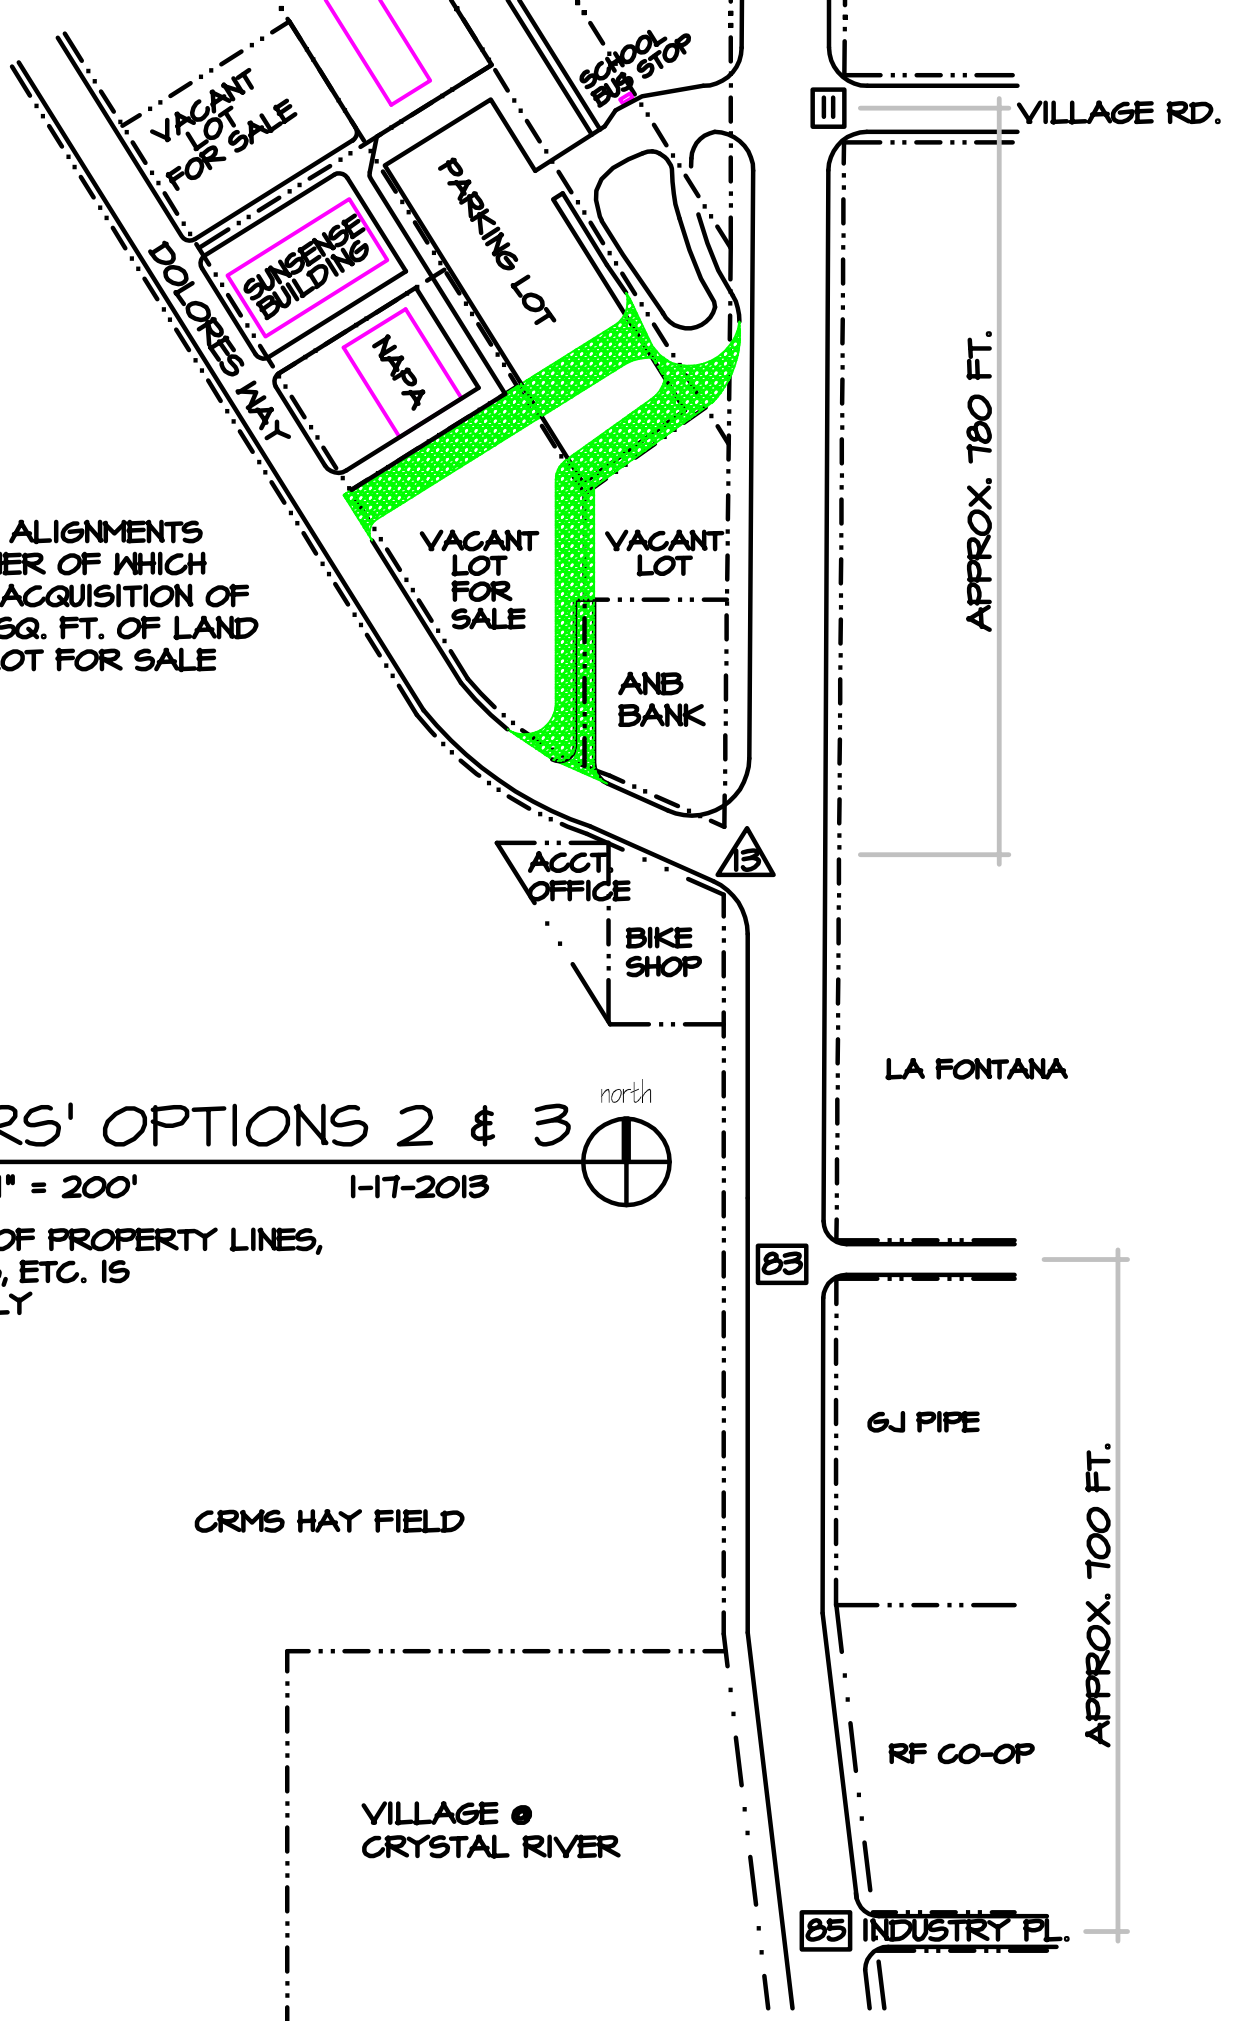 SCHOOL
BUS STOP
VACANT
LOT
FOR SALE
11
VILLAGE RD.
PARKING LOT
SUNSENSE
BUILDING
DOLORES WAY
NAPA
APPROX. 780 FT.
ALIGNMENTS
OF WHICH
ACQUISITION OF
SQ. FT. OF LAND
FOR SALE
VACANT
LOT
FOR
SALE
VACANT
LOT
ANB
BANK
13
ACCT.
OFFICE
BIKE
SHOP
LA FONTANA
north
RS' OPTIONS 2 & 3
1" = 200'
1-17-2013
OF PROPERTY LINES,
, ETC. IS
LY
83
GJ PIPE
CRMS HAY FIELD
APPROX. 700 FT.
RF CO-OP
VILLAGE @
CRYSTAL RIVER
85
INDUSTRY PL.